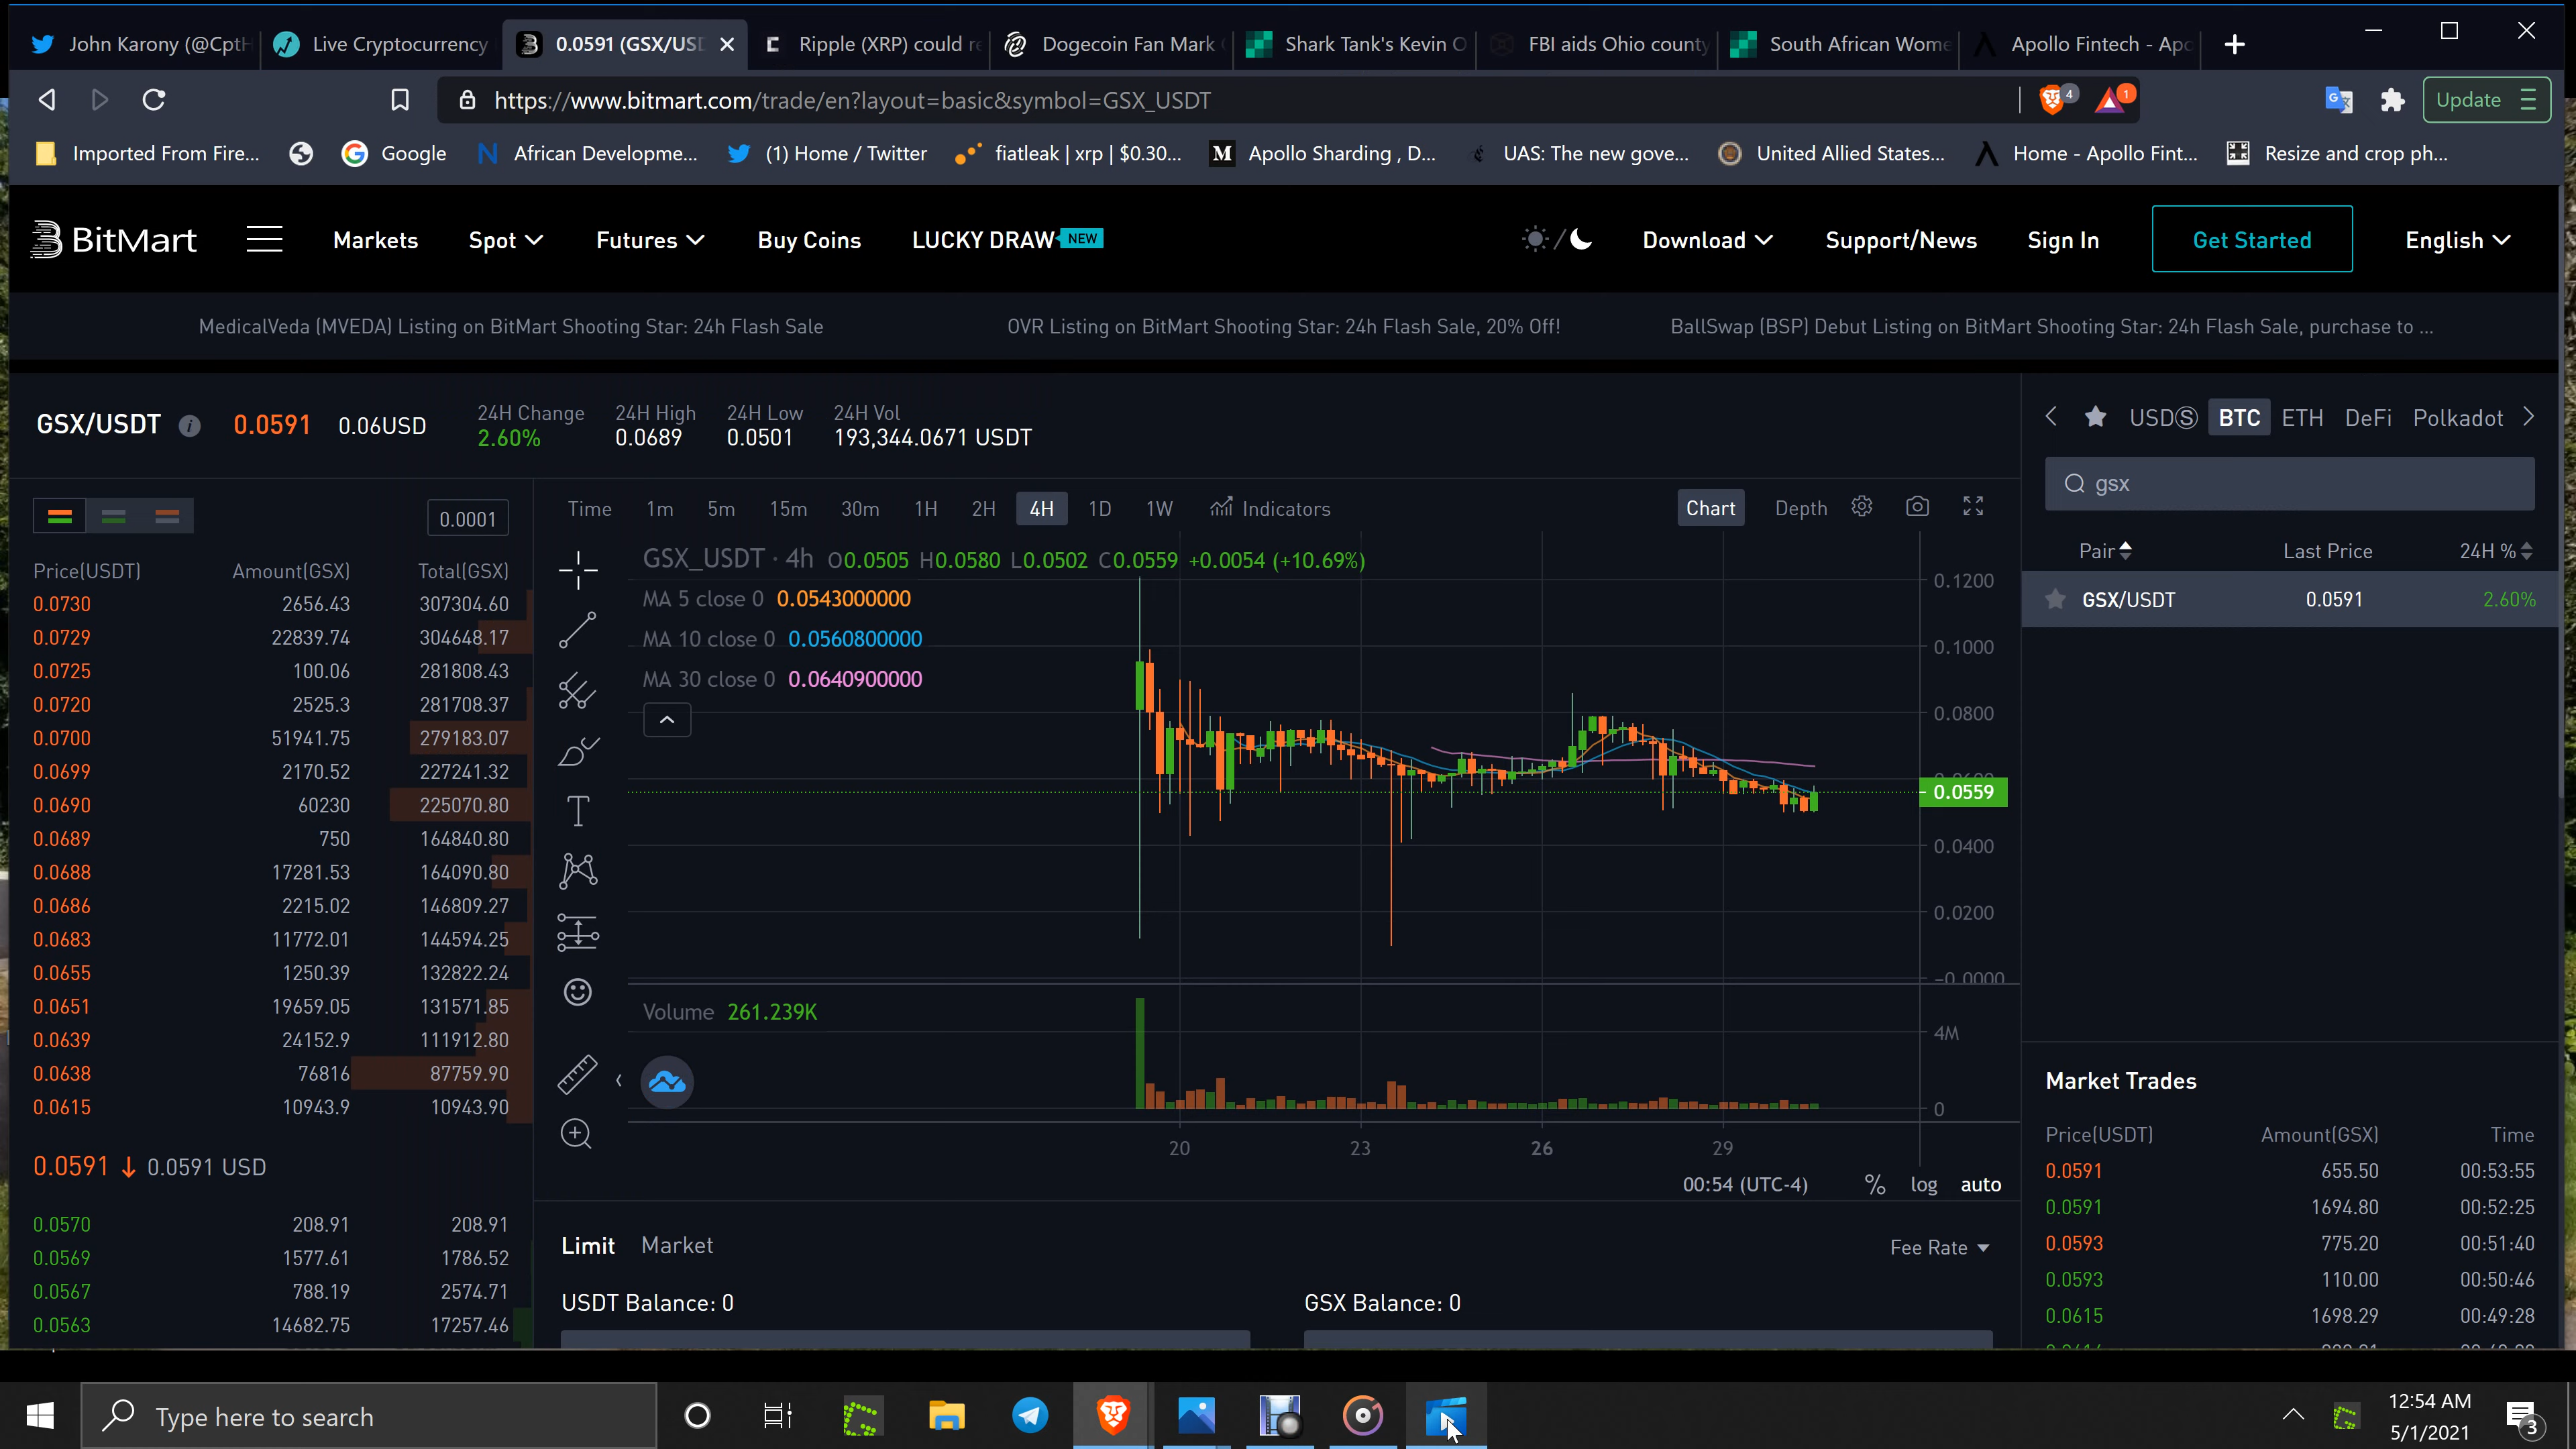 John Karony (@CptH
Live Cryptocurrency
0.0591 (GSX/USD
Ripple (XRP) could re
Dogecoin Fan Mark
Shark Tank's Kevin O
FBI aids Ohio county
South African Wome
Apollo Fintech - Apo
https://www.bitmart.com/trade/en?layout=basic&symbol=GSX_USDT
4
1
Update
Imported From Fire...
Google
African Developme...
(1) Home / Twitter
fiatleak | xrp | $0.30...
Apollo Sharding , D...
UAS: The new gove...
United Allied States...
Home - Apollo Fint...
Resize and crop ph...
BitMart
Markets
Spot
Futures
Buy Coins
LUCKY DRAW NEW
Download
Support/News
Sign In
Get Started
English
MedicalVeda (MVEDA) Listing on BitMart Shooting Star: 24h Flash Sale
OVR Listing on BitMart Shooting Star: 24h Flash Sale, 20% Off!
BallSwap (BSP) Debut Listing on BitMart Shooting Star: 24h Flash Sale, purchase to ...
GSX/USDT 0.0591 0.06USD
24H Change 24H High 24H Low 24H Vol
2.60% 0.0689 0.0501 193,344.0671 USDT
0.0001
Price(USDT) Amount(GSX) Total(GSX)
0.0730 2656.43 307304.60
0.0729 22839.74 304648.17
0.0725 100.06 281808.43
0.0720 2525.3 281708.37
0.0700 51941.75 279183.07
0.0699 2170.52 227241.32
0.0690 60230 225070.80
0.0689 750 164840.80
0.0688 17281.53 164090.80
0.0686 2215.02 146809.27
0.0683 11772.01 144594.25
0.0655 1250.39 132822.24
0.0651 19659.05 131571.85
0.0639 24152.9 111912.80
0.0638 76816 87759.90
0.0615 10943.9 10943.90
0.0591 ↓ 0.0591 USD
0.0570 208.91 208.91
0.0569 1577.61 1786.52
0.0567 788.19 2574.71
0.0563 14682.75 17257.46
Time 1m 5m 15m 30m 1H 2H 4H 1D 1W Indicators
Chart Depth
GSX_USDT · 4h O0.0505 H0.0580 L0.0502 C0.0559 +0.0054 (+10.69%)
MA 5 close 0 0.0543000000
MA 10 close 0 0.0560800000
MA 30 close 0 0.0640900000
0.1200
0.1000
0.0800
0.0559
0.0400
0.0200
-0.0000
Volume 261.239K
4M
0
20 23 26 29
00:54 (UTC-4) % log auto
Limit Market
Fee Rate
USDT Balance: 0
GSX Balance: 0
USDⓈ BTC ETH DeFi Polkadot
gsx
Pair Last Price 24H %
GSX/USDT 0.0591 2.60%
Market Trades
Price(USDT) Amount(GSX) Time
0.0591 655.50 00:53:55
0.0591 1694.80 00:52:25
0.0593 775.20 00:51:40
0.0593 110.00 00:50:46
0.0615 1698.29 00:49:28
Type here to search
12:54 AM
5/1/2021
3